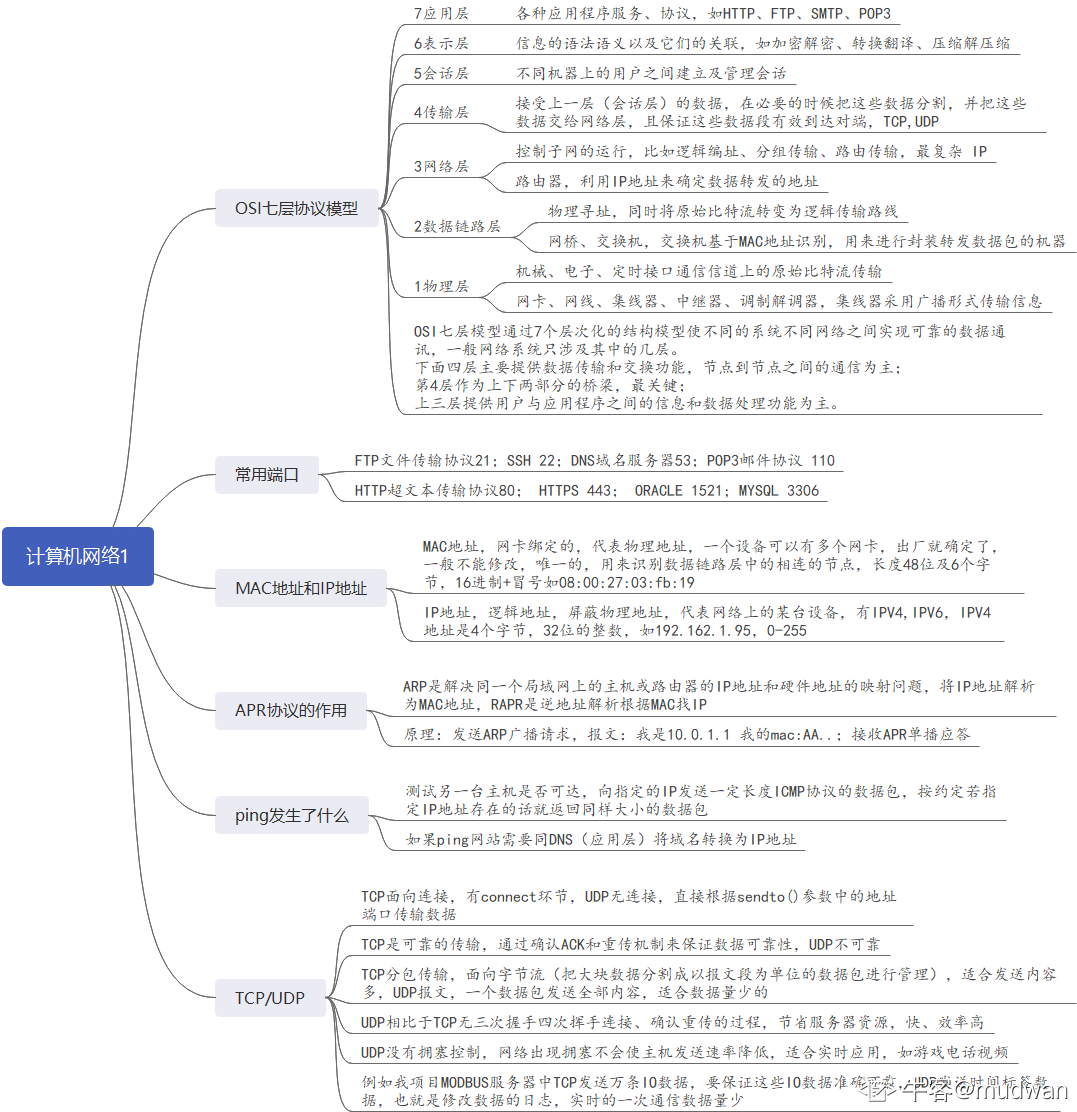 计算机网络1
OSI七层协议模型
7应用层
各种应用程序服务、协议，如HTTP、FTP、SMTP、POP3
6表示层
信息的语法语义以及它们的关联，如加密解密、转换翻译、压缩解压缩
5会话层
不同机器上的用户之间建立及管理会话
4传输层
接受上一层（会话层）的数据，在必要的时候把这些数据分割，并把这些
数据交给网络层，且保证这些数据段有效到达对端，TCP,UDP
3网络层
控制子网的运行，比如逻辑编址、分组传输、路由传输，最复杂 IP
路由器，利用IP地址来确定数据转发的地址
2数据链路层
物理寻址，同时将原始比特流转变为逻辑传输路线
网桥、交换机，交换机基于MAC地址识别，用来进行封装转发数据包的机器
1物理层
机械、电子、定时接口通信信道上的原始比特流传输
网卡、网线、集线器、中继器、调制解调器，集线器采用广播形式传输信息
OSI七层模型通过7个层次化的结构模型使不同的系统不同网络之间实现可靠的数据通
讯，一般网络系统只涉及其中的几层。
下面四层主要提供数据传输和交换功能，节点到节点之间的通信为主；
第4层作为上下两部分的桥梁，最关键；
上三层提供用户与应用程序之间的信息和数据处理功能为主。
常用端口
FTP文件传输协议21；SSH 22；DNS域名服务器53；POP3邮件协议 110
HTTP超文本传输协议80； HTTPS 443； ORACLE 1521；MYSQL 3306
MAC地址和IP地址
MAC地址，网卡绑定的，代表物理地址，一个设备可以有多个网卡，出厂就确定了，
一般不能修改，唯一的，用来识别数据链路层中的相连的节点，长度48位及6个字
节，16进制+冒号如08:00:27:03:fb:19
IP地址，逻辑地址，屏蔽物理地址，代表网络上的某台设备，有IPV4,IPV6，IPV4
地址是4个字节，32位的整数，如192.162.1.95，0-255
APR协议的作用
ARP是解决同一个局域网上的主机或路由器的IP地址和硬件地址的映射问题，将IP地址解析
为MAC地址，RAPR是逆地址解析根据MAC找IP
原理：发送ARP广播请求，报文：我是10.0.1.1 我的mac:AA..；接收APR单播应答
ping发生了什么
测试另一台主机是否可达，向指定的IP发送一定长度ICMP协议的数据包，按约定若指
定IP地址存在的话就返回同样大小的数据包
如果ping网站需要同DNS（应用层）将域名转换为IP地址
TCP/UDP
TCP面向连接，有connect环节，UDP无连接，直接根据sendto()参数中的地址
端口传输数据
TCP是可靠的传输，通过确认ACK和重传机制来保证数据可靠性，UDP不可靠
TCP分包传输，面向字节流（把大块数据分割成以报文段为单位的数据包进行管理），适合发送内容
多，UDP报文，一个数据包发送全部内容，适合数据量少的
UDP相比于TCP无三次握手四次挥手连接、确认重传的过程，节省服务器资源，快、效率高
UDP没有拥塞控制，网络出现拥塞不会使主机发送速率降低，适合实时应用，如游戏电话视频
例如我项目MODBUS服务器中TCP发送万条IO数据，要保证这些IO数据准确可靠，UDP发送时间标签数
据，也就是修改数据的日志，实时的一次通信数据量少
牛客@mudwan